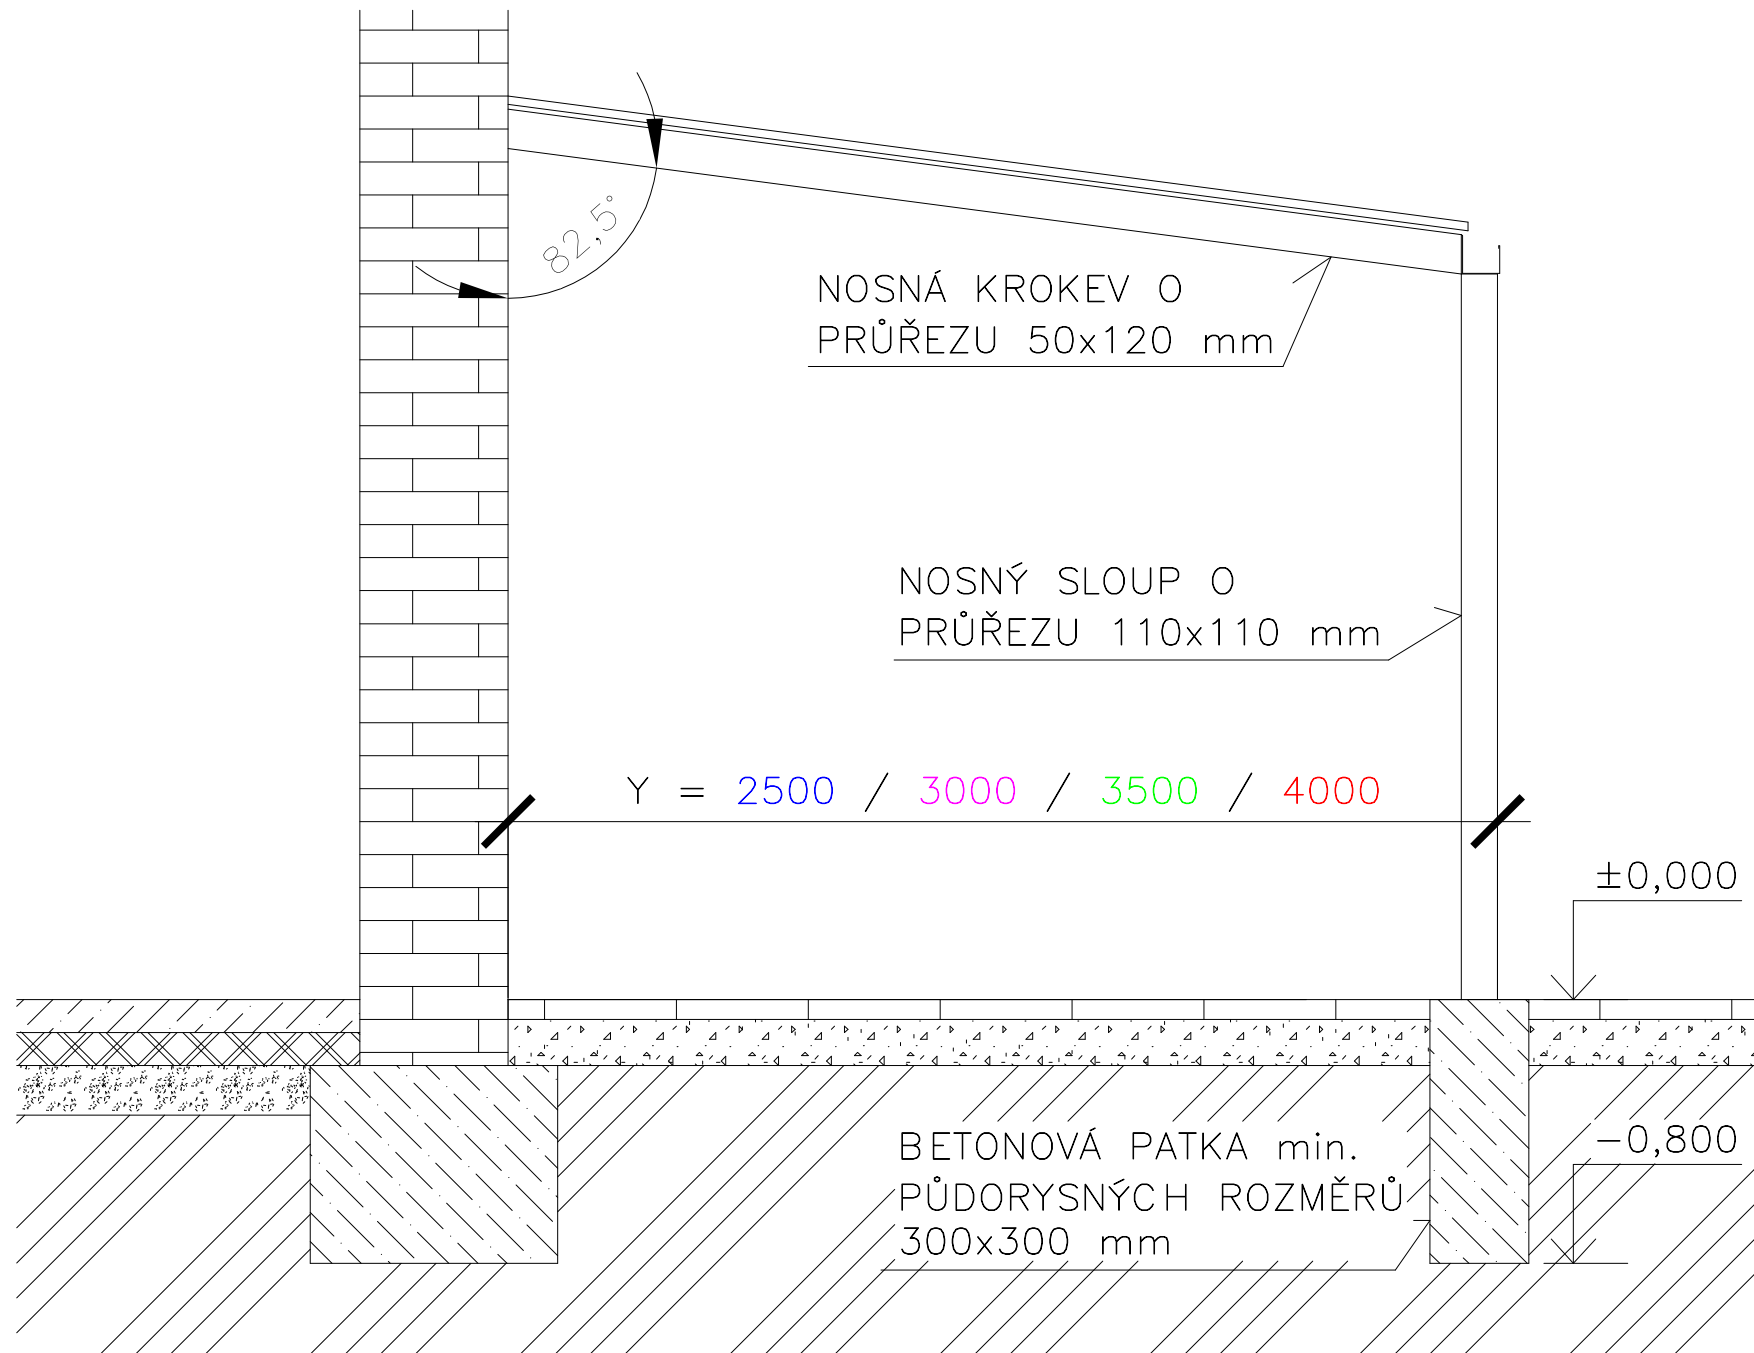 82,5°
NOSNÁ KROKEV O
PRŮŘEZU 50x120 mm
NOSNÝ SLOUP O
PRŮŘEZU 110x110 mm
Y = 2500 / 3000 / 3500 / 4000
±0,000
BETONOVÁ PATKA min.
PŮDORYSNÝCH ROZMĚRŮ
300x300 mm
-0,800